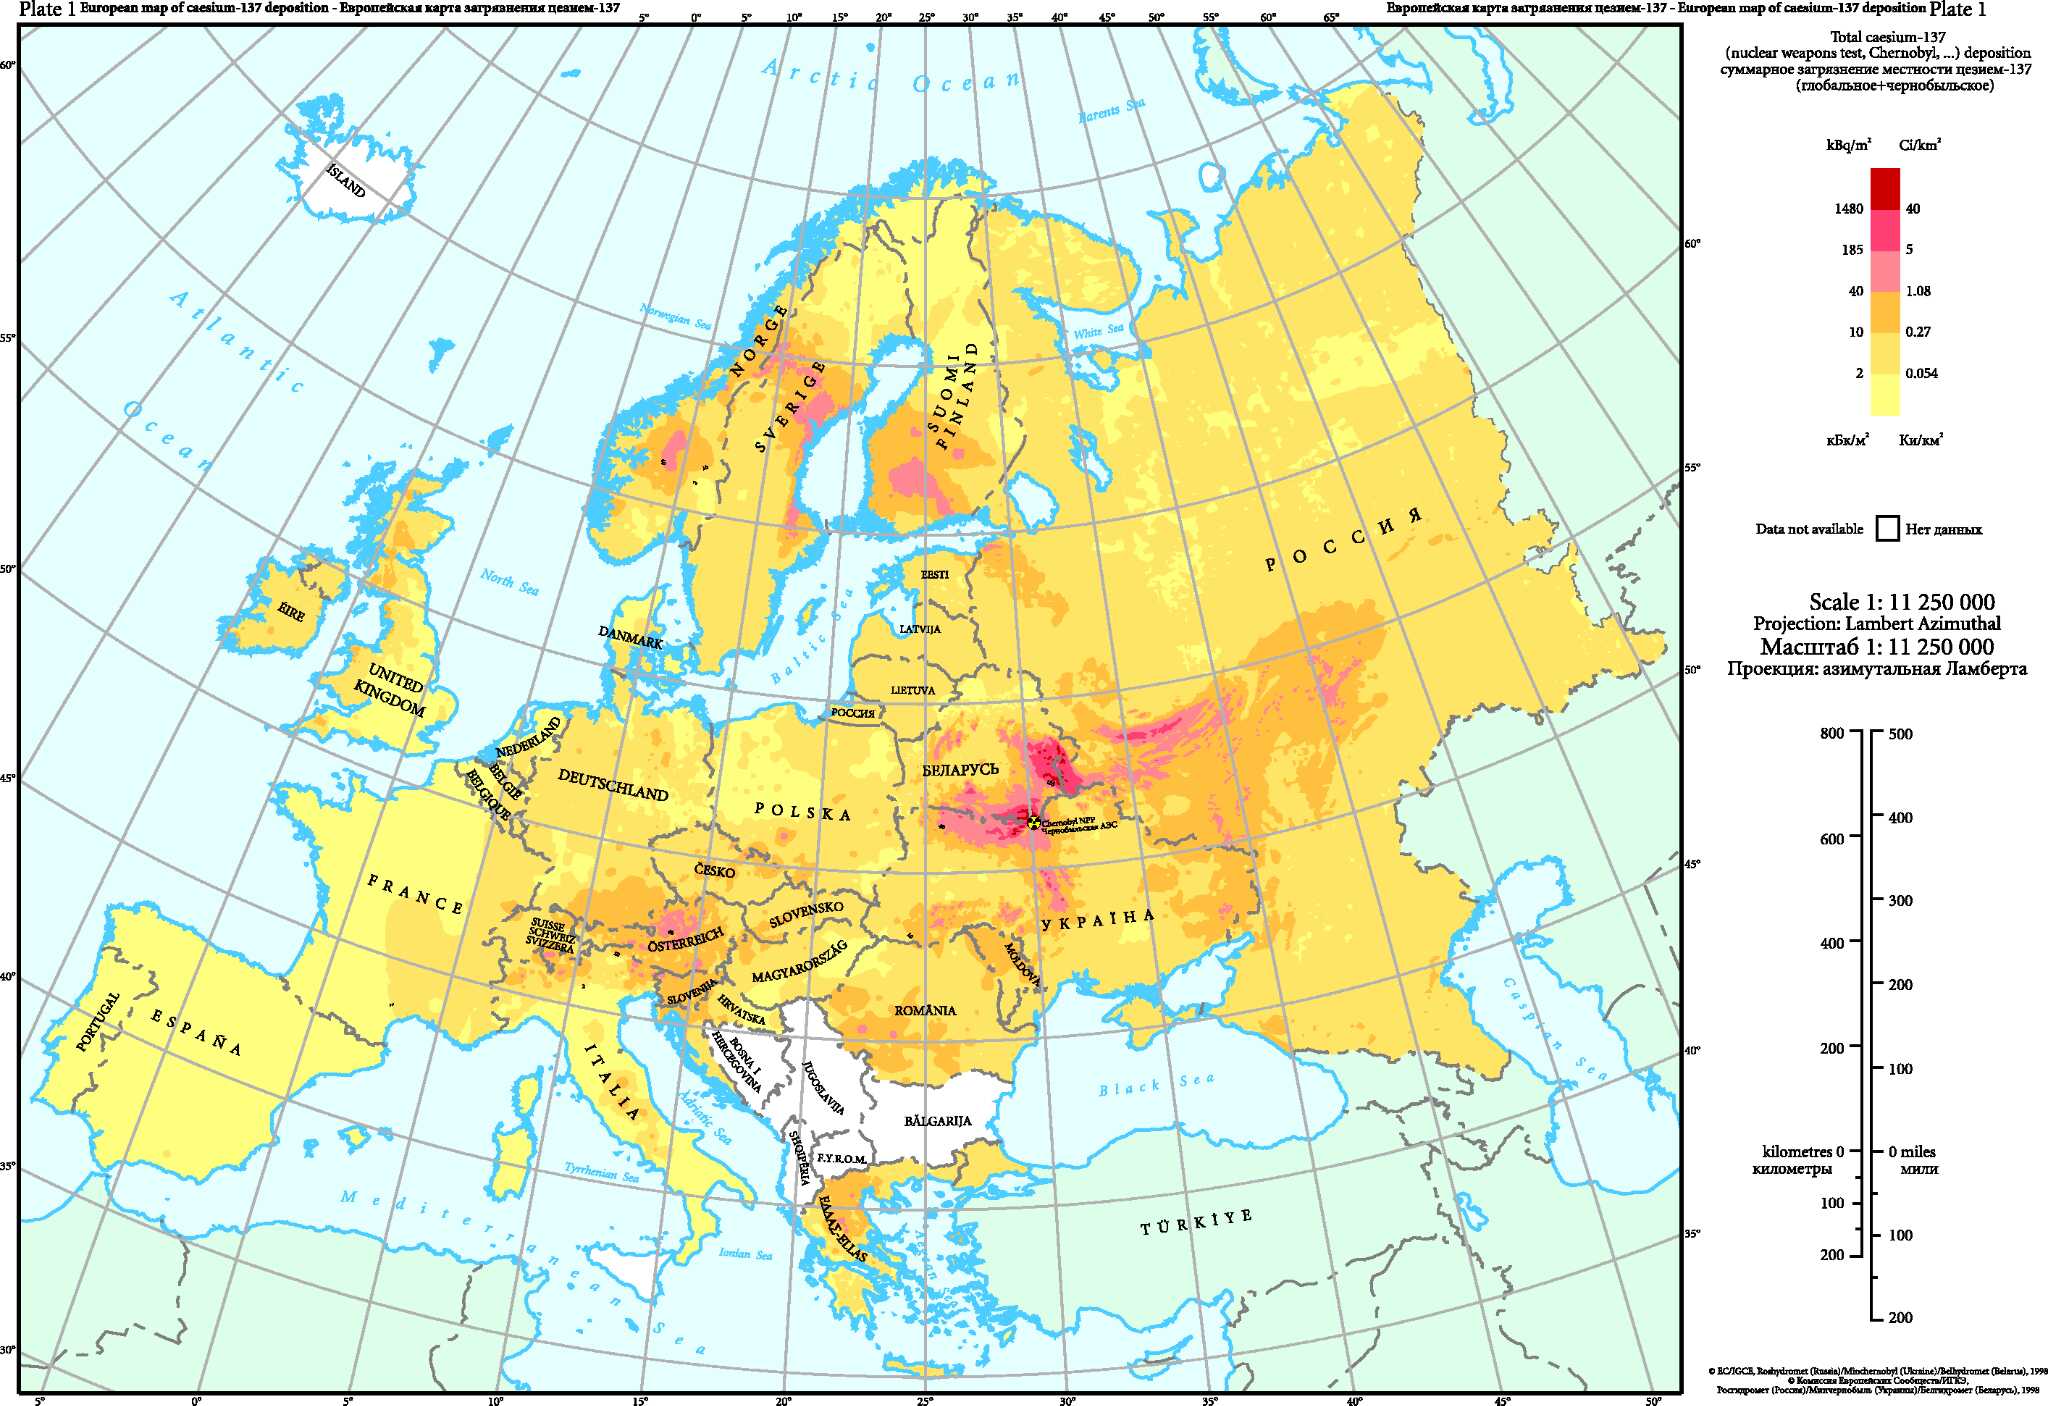 Plate 1 European map of caesium-137 deposition - Европейская карта загрязнения цезием-137
Европейская карта загрязнения цезием-137 - European map of caesium-137 deposition Plate 1
5° 0° 5° 10° 15° 20° 25° 30° 35° 40° 45° 50° 55° 60° 65°
60°
55°
50°
45°
40°
35°
30°
60°
55°
50°
45°
40°
35°
5° 0° 5° 10° 15° 20° 25° 30° 35° 40° 45° 50°
Arctic Ocean
Barents Sea
ÍSLAND
Atlantic
Ocean
Norwegian Sea
White Sea
NORGE
SVERIGE
SUOMI
FINLAND
РОССИЯ
North Sea
Baltic Sea
EESTI
LATVIJA
LIETUVA
РОССИЯ
ÉIRE
UNITED
KINGDOM
DANMARK
NEDERLAND
BELGIË
BELGIQUE
DEUTSCHLAND
POLSKA
БЕЛАРУСЬ
Chernobyl NPP
Чернобыльская АЭС
ČESKO
SLOVENSKO
УКРАЇНА
MOLDOVA
FRANCE
SUISSE
SCHWEIZ
SVIZZERA
ÖSTERREICH
MAGYARORSZÁG
SLOVENIJA
HRVATSKA
ROMÂNIA
BOSNA I
HERCEGOVINA
JUGOSLAVIJA
BĂLGARIJA
SHQIPËRIA
F.Y.R.O.M.
ΕΛΛΑΣ-ELLAS
PORTUGAL
ESPAÑA
ITALIA
Adriatic Sea
Tyrrhenian Sea
Ionian Sea
Aegean Sea
Mediterranean Sea
Black Sea
Caspian Sea
TÜRKİYE
Total caesium-137
(nuclear weapons test, Chernobyl, ...) deposition
суммарное загрязнение местности цезием-137
(глобальное+чернобыльское)
kBq/m² Ci/km²
1480 40
185 5
40 1.08
10 0.27
2 0.054
кБк/м² Ки/км²
Data not available Нет данных
Scale 1: 11 250 000
Projection: Lambert Azimuthal
Масштаб 1: 11 250 000
Проекция: азимутальная Ламберта
800 500
600 400
300
400 200
200 100
kilometres 0 0 miles
километры мили
100 100
200 200
© EC/IGCE, Roshydromet (Russia)/Minchernobyl (Ukraine)/Belhydromet (Belarus), 1998
© Комиссия Европейских Сообществ/ИГКЭ,
Росгидромет (Россия)/Минчернобыль (Украина)/Белгидромет (Беларусь), 1998